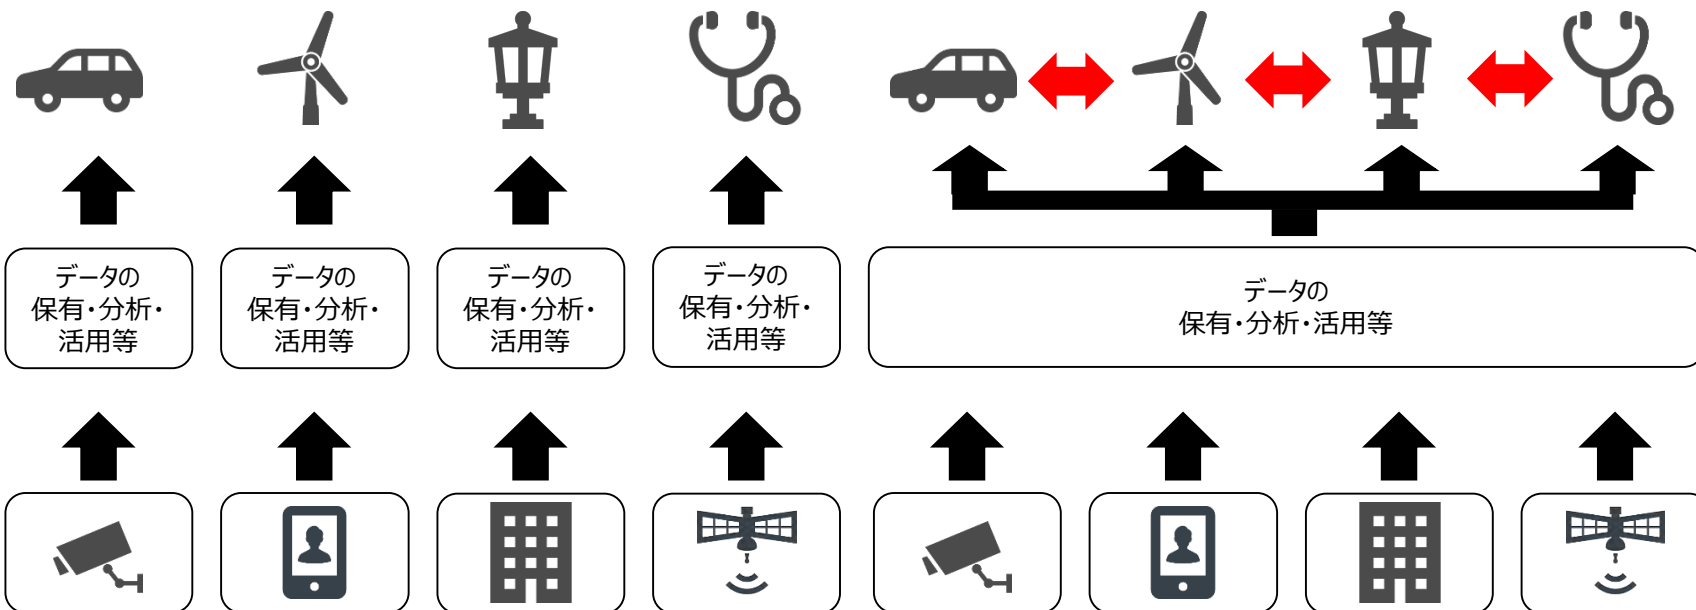 データの
保有・分析・
活用等
データの
保有・分析・
活用等
データの
保有・分析・
活用等
データの
保有・分析・
活用等
データの
保有・分析・活用等